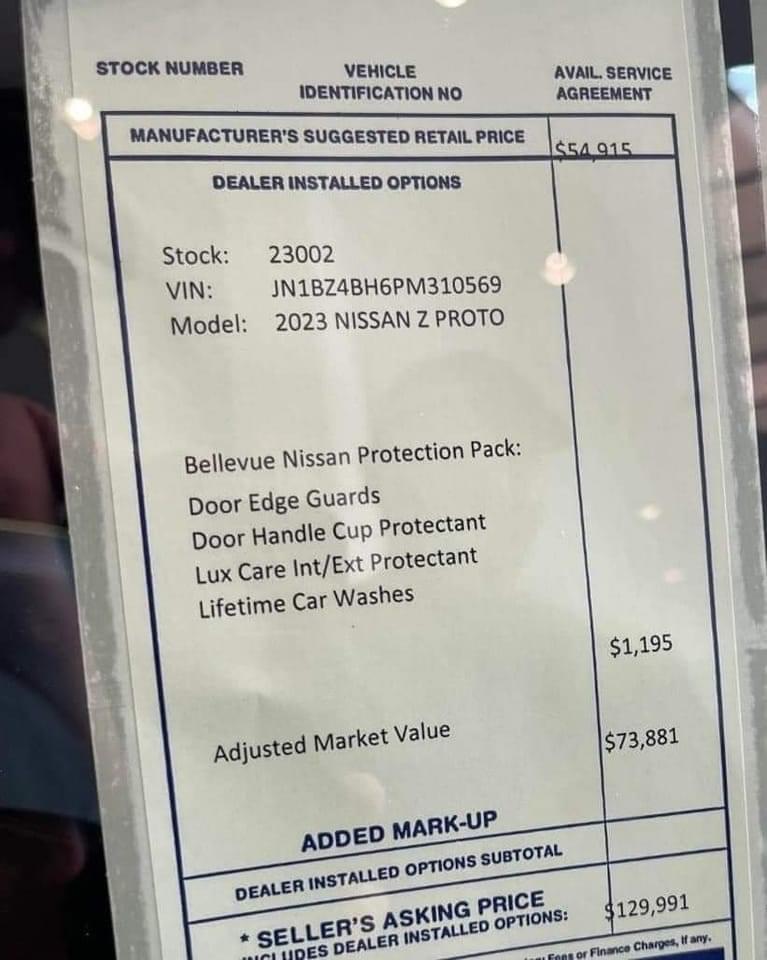 STOCK NUMBER
VEHICLE
IDENTIFICATION NO
AVAIL. SERVICE
AGREEMENT
MANUFACTURER'S SUGGESTED RETAIL PRICE $54,915
DEALER INSTALLED OPTIONS
Stock: 23002
VIN: JN1BZ4BH6PM310569
Model: 2023 NISSAN Z PROTO
Bellevue Nissan Protection Pack:
Door Edge Guards
Door Handle Cup Protectant
Lux Care Int/Ext Protectant
Lifetime Car Washes
$1,195
Adjusted Market Value $73,881
ADDED MARK-UP
DEALER INSTALLED OPTIONS SUBTOTAL
* SELLER'S ASKING PRICE $129,991
INCLUDES DEALER INSTALLED OPTIONS:
Fees or Finance Charges, If any.